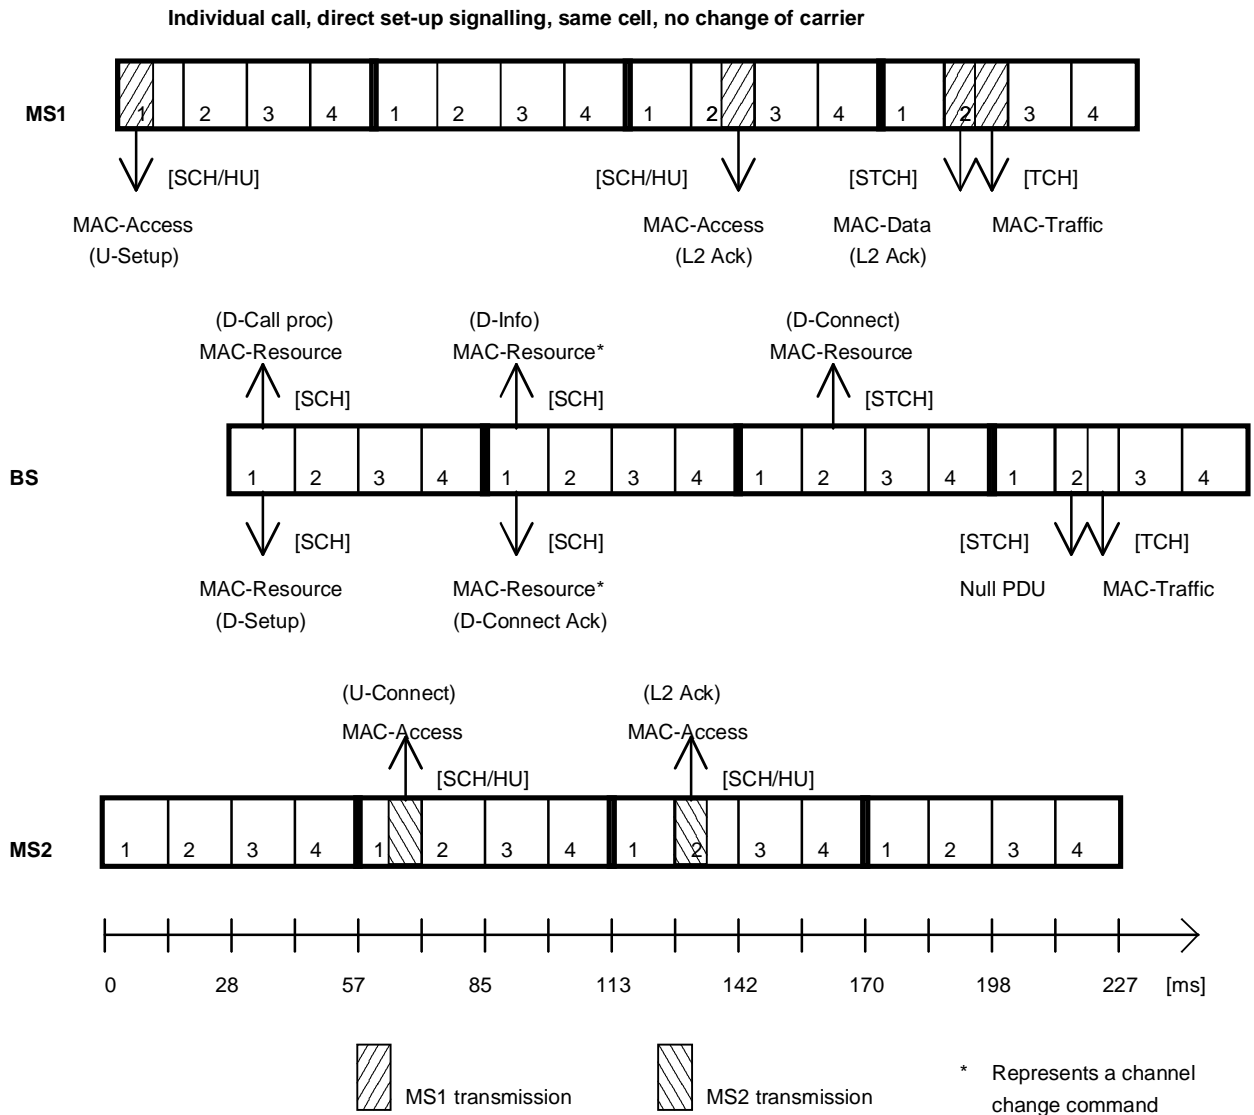 Individual call, direct set-up signalling, same cell, no change of carrier
MS1
1 2 3 4 1 2 3 4 1 2 3 4 1 2 3 4
[SCH/HU] [SCH/HU] [STCH] [TCH]
MAC-Access MAC-Access MAC-Data MAC-Traffic
(U-Setup) (L2 Ack) (L2 Ack)
(D-Call proc) (D-Info) (D-Connect)
MAC-Resource MAC-Resource* MAC-Resource
[SCH] [SCH] [STCH]
BS
1 2 3 4 1 2 3 4 1 2 3 4 1 2 3 4
[SCH] [SCH] [STCH] [TCH]
MAC-Resource MAC-Resource* Null PDU MAC-Traffic
(D-Setup) (D-Connect Ack)
(U-Connect) (L2 Ack)
MAC-Access MAC-Access
[SCH/HU] [SCH/HU]
MS2
1 2 3 4 1 2 3 4 1 2 3 4 1 2 3 4
0 28 57 85 113 142 170 198 227 [ms]
MS1 transmission MS2 transmission * Represents a channel
change command